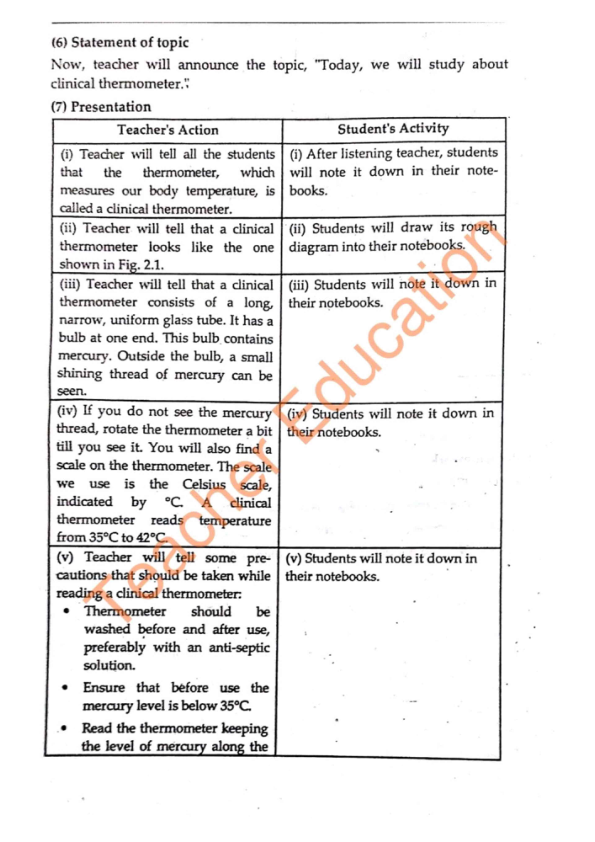 (6) Statement of topic
Now, teacher will announce the topic, "Today, we will study about
clinical thermometer."
(7) Presentation
Teacher's Action
Student's Activity
(i) Teacher will tell all the students
that the thermometer, which
measures our body temperature, is
called a clinical thermometer.
(i) After listening teacher, students
will note it down in their note-
books.
(ii) Teacher will tell that a clinical
thermometer looks like the one
shown in Fig. 2.1.
(ii) Students will draw its rough
diagram into their notebooks.
(iii) Teacher will tell that a clinical
thermometer consists of a long,
narrow, uniform glass tube. It has a
bulb at one end. This bulb contains
mercury. Outside the bulb, a small
shining thread of mercury can be
seen.
(iii) Students will note it down in
their notebooks.
(iv) If you do not see the mercury
thread, rotate the thermometer a bit
till you see it. You will also find a
scale on the thermometer. The scale
we use is the Celsius scale,
indicated by °C. A clinical
thermometer reads temperature
from 35°C to 42°C.
(iv) Students will note it down in
their notebooks.
(v) Teacher will tell some pre-
cautions that should be taken while
reading a clinical thermometer:
• Thermometer should be
washed before and after use,
preferably with an anti-septic
solution.
• Ensure that before use the
mercury level is below 35°C.
• Read the thermometer keeping
the level of mercury along the
(v) Students will note it down in
their notebooks.
Teacher Education